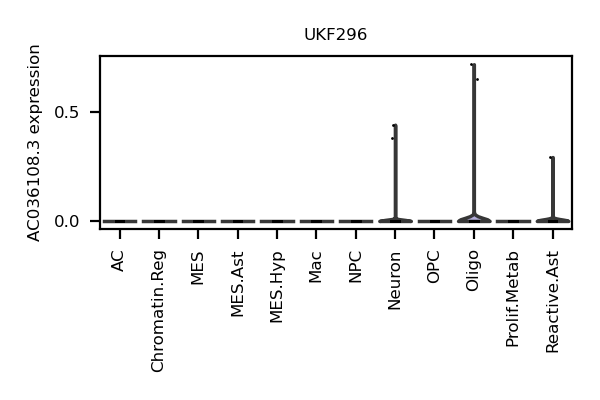 UKF296
AC036108.3 expression
0.5
0.0
AC
Chromatin.Reg
MES
MES.Ast
MES.Hyp
Mac
NPC
Neuron
OPC
Oligo
Prolif.Metab
Reactive.Ast